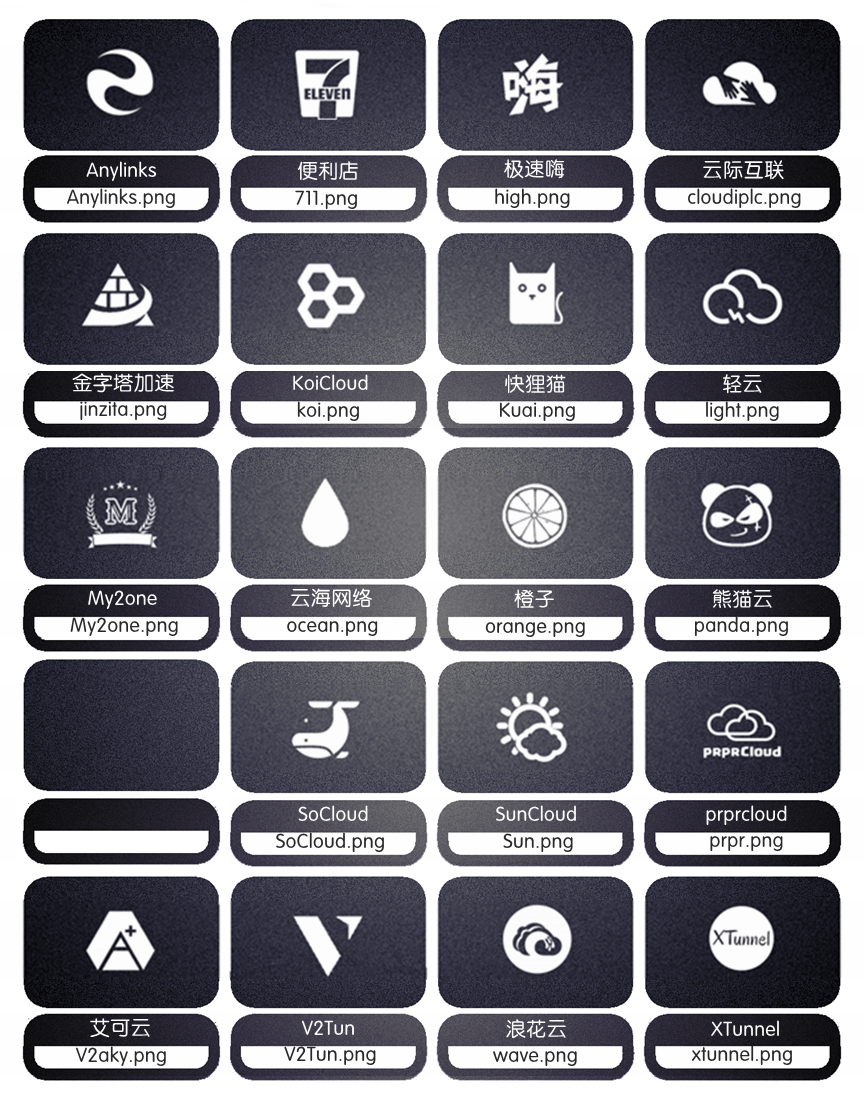 ELEVEN
嗨
Anylinks
便利店
极速嗨
云际互联
Anylinks.png
711.png
high.png
cloudiplc.png
金字塔加速
KoiCloud
快狸猫
轻云
jinzita.png
koi.png
Kuai.png
light.png
M
My2one
云海网络
橙子
熊猫云
My2one.png
ocean.png
orange.png
panda.png
PRPRCloud
SoCloud
SunCloud
prprcloud
SoCloud.png
Sun.png
prpr.png
A+
XTunnel
艾可云
V2Tun
浪花云
XTunnel
V2aky.png
V2Tun.png
wave.png
xtunnel.png